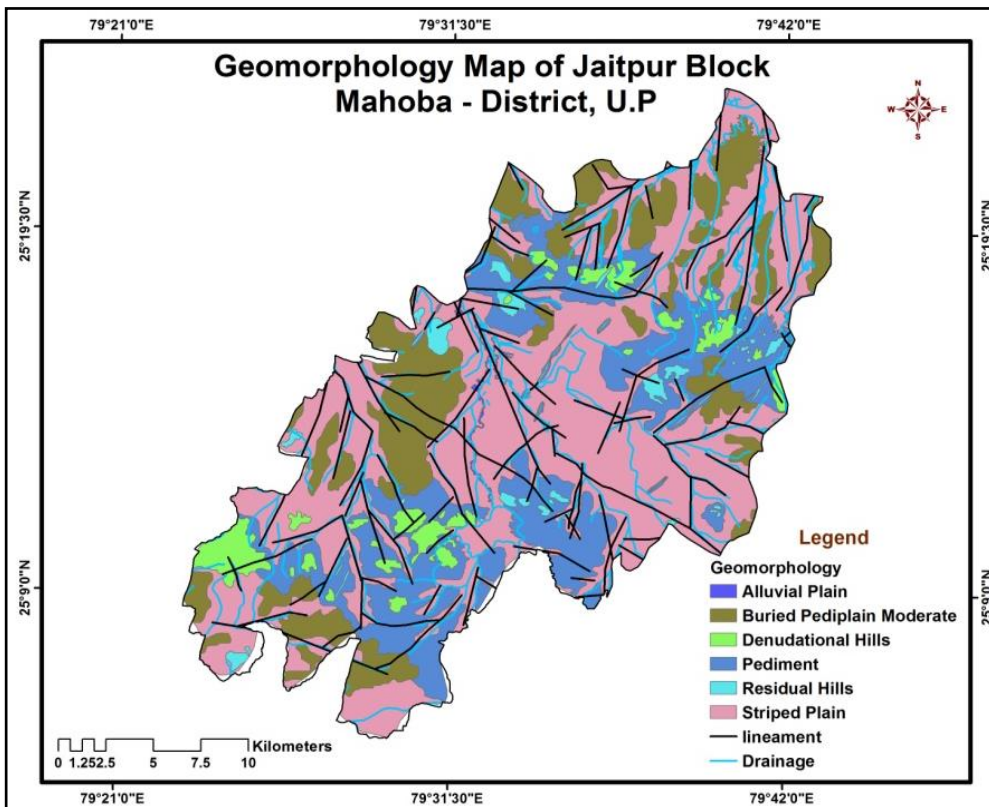 79°21'0"E 79°31'30"E 79°42'0"E
Geomorphology Map of Jaitpur Block
Mahoba - District, U.P
N
W E
S
25°19'30"N 25°19'30"N
25°9'0"N 25°9'0"N
Legend
Geomorphology
Alluvial Plain
Buried Pediplain Moderate
Denudational Hills
Pediment
Residual Hills
Striped Plain
lineament
Drainage
Kilometers
0 1.252.5 5 7.5 10
79°21'0"E 79°31'30"E 79°42'0"E